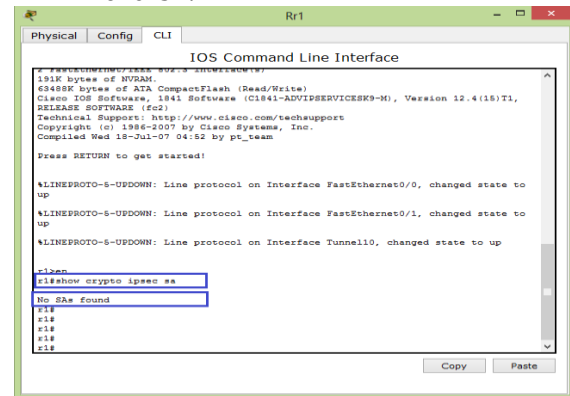 Rr1
Physical Config CLI
IOS Command Line Interface
2 FastEthernet/IEEE 802.3 interface(s)
191K bytes of NVRAM.
63488K bytes of ATA CompactFlash (Read/Write)
Cisco IOS Software, 1841 Software (C1841-ADVIPSERVICESK9-M), Version 12.4(15)T1,
RELEASE SOFTWARE (fc2)
Technical Support: http://www.cisco.com/techsupport
Copyright (c) 1986-2007 by Cisco Systems, Inc.
Compiled Wed 18-Jul-07 04:52 by pt_team
Press RETURN to get started!
%LINEPROTO-5-UPDOWN: Line protocol on Interface FastEthernet0/0, changed state to
up
%LINEPROTO-5-UPDOWN: Line protocol on Interface FastEthernet0/1, changed state to
up
%LINEPROTO-5-UPDOWN: Line protocol on Interface Tunnel10, changed state to up
r1>en
r1#show crypto ipsec sa
No SAs found
r1#
r1#
r1#
r1#
r1#
Copy Paste